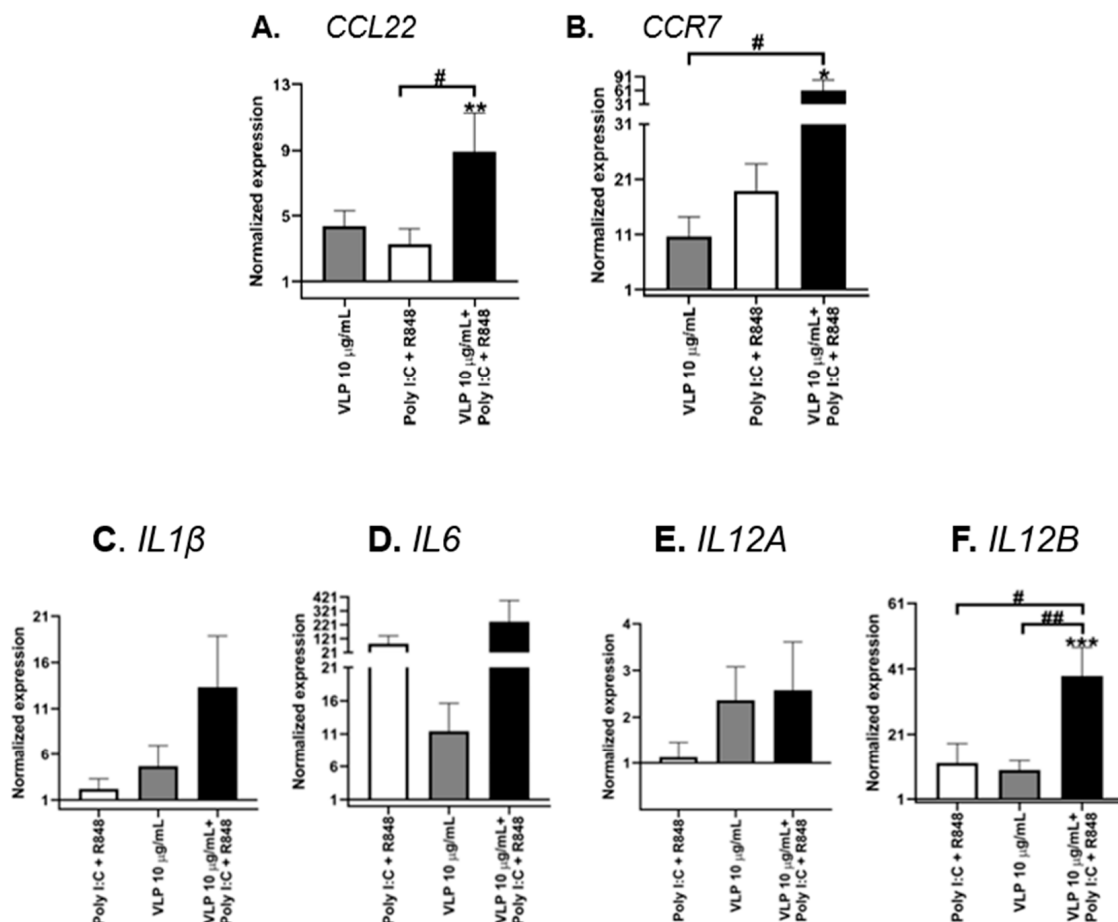 A. CCL22
#
**
13
9
5
1
Normalized expression
VLP 10 μg/mL
Poly I:C + R848
VLP 10 μg/mL+
Poly I:C + R848
B. CCR7
#
*
91
61
31
31
21
11
1
Normalized expression
VLP 10 μg/mL
Poly I:C + R848
VLP 10 μg/mL+
Poly I:C + R848
C. IL1β
21
16
11
6
1
Normalized expression
Poly I:C + R848
VLP 10 μg/mL
VLP 10 μg/mL+
Poly I:C + R848
D. IL6
421
321
221
121
21
21
16
11
6
1
Normalized expression
Poly I:C + R848
VLP 10 μg/mL
VLP 10 μg/mL+
Poly I:C + R848
E. IL12A
4
3
2
1
Normalized expression
Poly I:C + R848
VLP 10 μg/mL
VLP 10 μg/mL+
Poly I:C + R848
F. IL12B
#
##
***
61
41
21
1
Normalized expression
Poly I:C + R848
VLP 10 μg/mL
VLP 10 μg/mL+
Poly I:C + R848